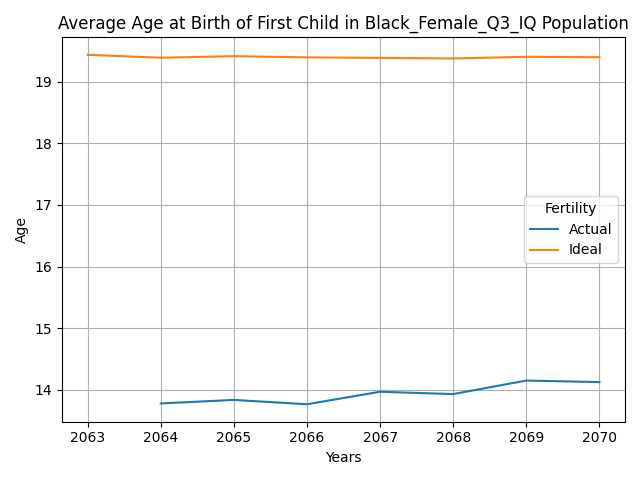 Average Age at Birth of First Child in Black_Female_Q3_IQ Population
Age
19
18
17
16
15
14
Fertility
Actual
Ideal
2063 2064 2065 2066 2067 2068 2069 2070
Years